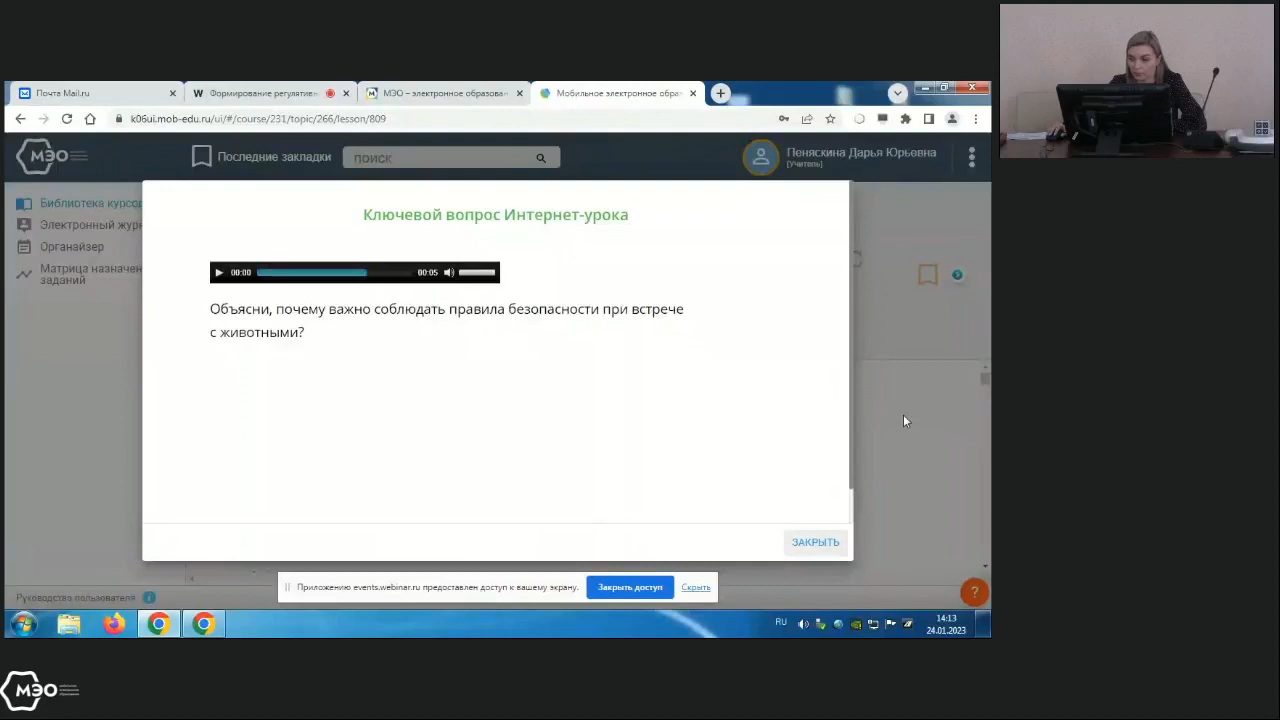 Почта Mail.ru
Формирование регулятивн
МЭО – электронное образован
Мобильное электронное обра
k06ui.mob-edu.ru/ui/#/course/231/topic/266/lesson/809
МЭО
Последние закладки
поиск
Пеняскина Дарья Юрьевна
[Учитель]
Библиотека курсов
Электронный журн
Органайзер
Матрица назначен
заданий
Ключевой вопрос Интернет-урока
00:00
00:05
Объясни, почему важно соблюдать правила безопасности при встрече
с животными?
ЗАКРЫТЬ
Приложению events.webinar.ru предоставлен доступ к вашему экрану.
Закрыть доступ
Скрыть
Руководство пользователя
?
RU
14:13
24.01.2023
МЭО